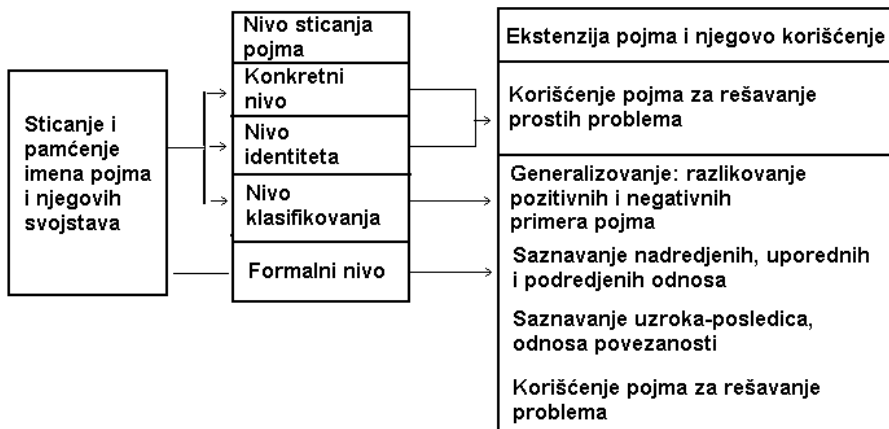 Sticanje i
pamćenje
imena pojma
i njegovih
svojstava
Nivo sticanja
pojma
Konkretni
nivo
Nivo
identiteta
Nivo
klasifikovanja
Formalni nivo
Ekstenzija pojma i njegovo korišćenje
Korišćenje pojma za rešavanje
prostih problema
Generalizovanje: razlikovanje
pozitivnih i negativnih
primera pojma
Saznavanje nadredjenih, uporednih
i podredjenih odnosa
Saznavanje uzroka-posledica,
odnosa povezanosti
Korišćenje pojma za rešavanje
problema